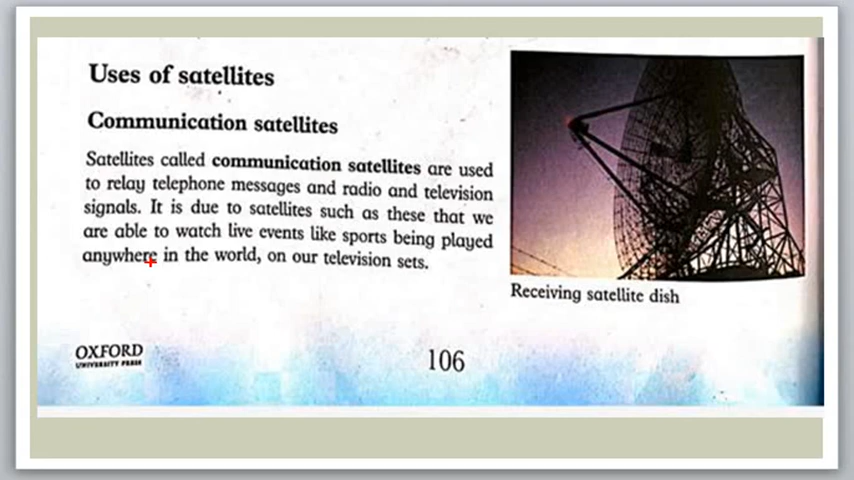 Uses of satellites
Communication satellites
Satellites called communication satellites are used
to relay telephone messages and radio and television
signals. It is due to satellites such as these that we
are able to watch live events like sports being played
anywhere in the world, on our television sets.
Receiving satellite dish
OXFORD
UNIVERSITY PRESS
106